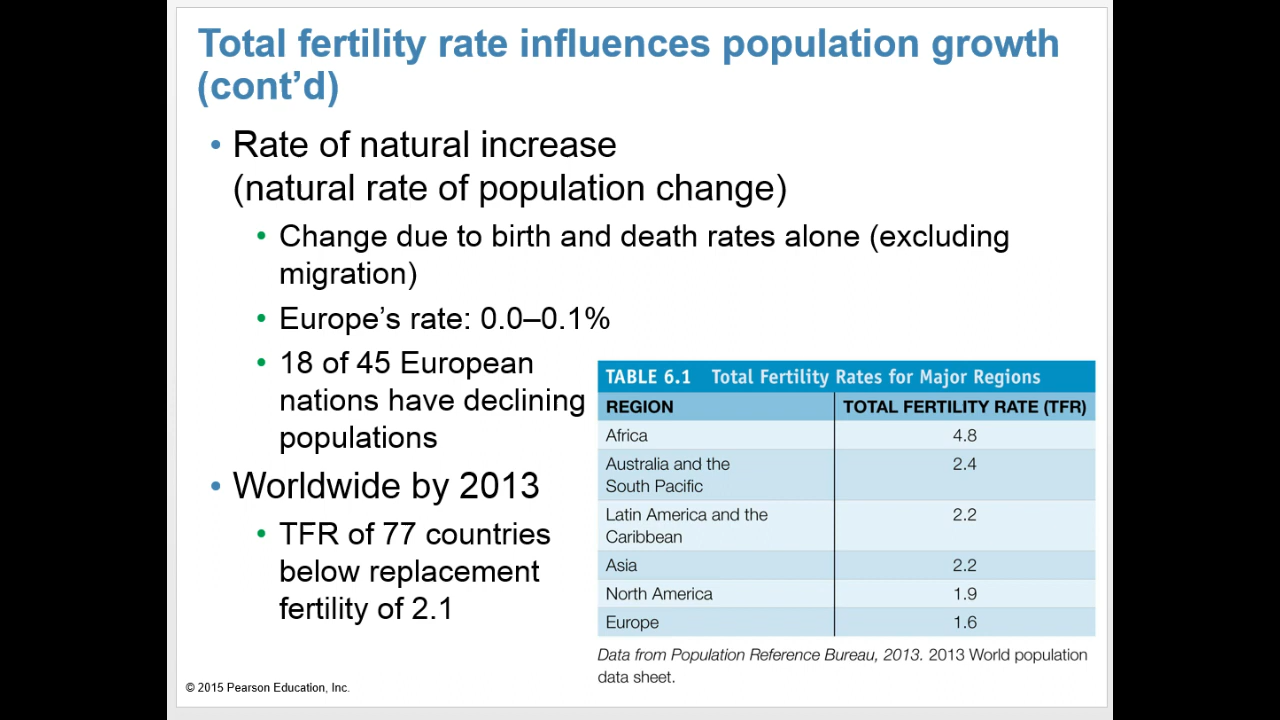 Total fertility rate influences population growth
(cont’d)
• Rate of natural increase
(natural rate of population change)
• Change due to birth and death rates alone (excluding
migration)
• Europe’s rate: 0.0–0.1%
• 18 of 45 European
nations have declining
populations
• Worldwide by 2013
• TFR of 77 countries
below replacement
fertility of 2.1
TABLE 6.1 Total Fertility Rates for Major Regions
REGION TOTAL FERTILITY RATE (TFR)
Africa 4.8
Australia and the 2.4
South Pacific
Latin America and the 2.2
Caribbean
Asia 2.2
North America 1.9
Europe 1.6
Data from Population Reference Bureau, 2013. 2013 World population
data sheet.
© 2015 Pearson Education, Inc.